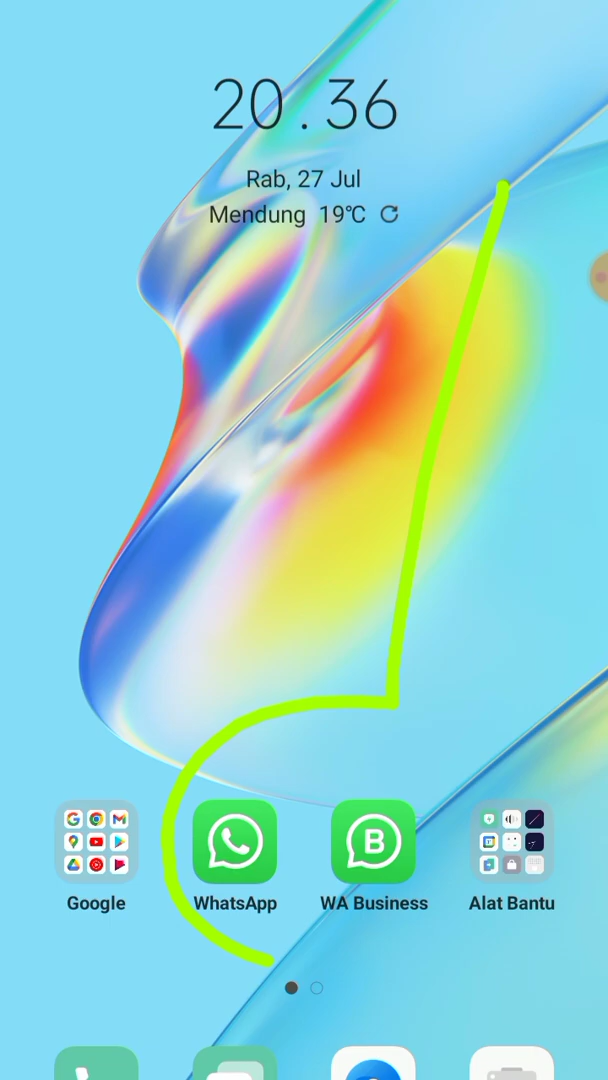 20.36
Rab, 27 Jul
Mendung 19℃
Google
WhatsApp
WA Business
Alat Bantu